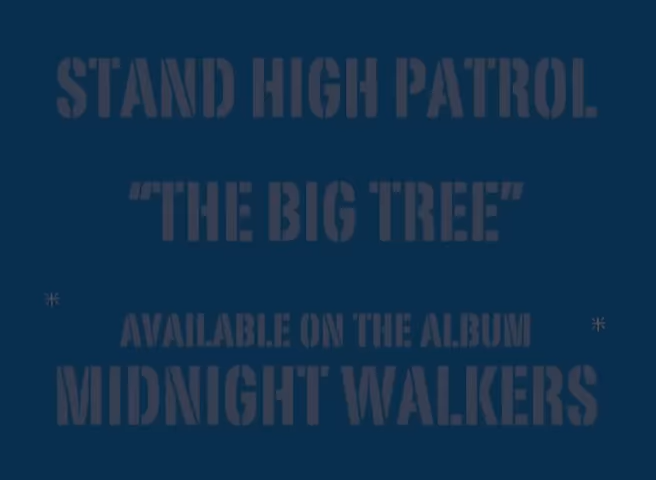 STAND HIGH PATROL
"THE BIG TREE"
AVAILABLE ON THE ALBUM
MIDNIGHT WALKERS